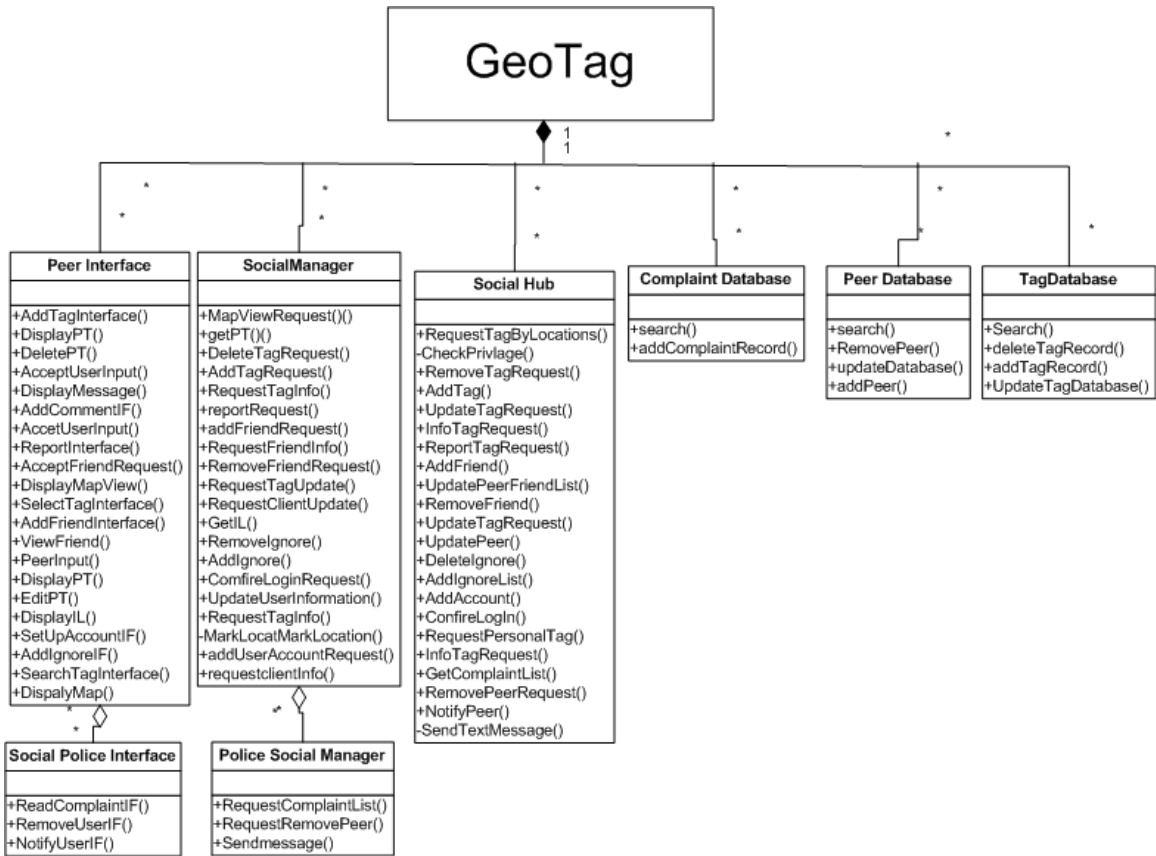 GeoTag
1
1
*
*
*
*
*
*
*
*
*
*
*
*
*
Peer Interface
+AddTagInterface()
+DisplayPT()
+DeletePT()
+AcceptUserInput()
+DisplayMessage()
+AddCommentIF()
+AccetUserInput()
+ReportInterface()
+AcceptFriendRequest()
+DisplayMapView()
+SelectTagInterface()
+AddFriendInterface()
+ViewFriend()
+PeerInput()
+DisplayPT()
+EditPT()
+DisplayIL()
+SetUpAccountIF()
+AddIgnoreIF()
+SearchTagInterface()
+DispalyMap()
SocialManager
+MapViewRequest()()
+getPT()()
+DeleteTagRequest()
+AddTagRequest()
+RequestTagInfo()
+reportRequest()
+addFriendRequest()
+RequestFriendInfo()
+RemoveFriendRequest()
+RequestTagUpdate()
+RequestClientUpdate()
+GetIL()
+RemoveIgnore()
+AddIgnore()
+ComfireLoginRequest()
+UpdateUserInformation()
+RequestTagInfo()
-MarkLocatMarkLocation()
+addUserAccountRequest()
+requestclientInfo()
Social Hub
+RequestTagByLocations()
-CheckPrivlage()
+RemoveTagRequest()
+AddTag()
+UpdateTagRequest()
+InfoTagRequest()
+ReportTagRequest()
+AddFriend()
+UpdatePeerFriendList()
+RemoveFriend()
+UpdateTagRequest()
+UpdatePeer()
+DeleteIgnore()
+AddIgnoreList()
+AddAccount()
+ConfireLogIn()
+RequestPersonalTag()
+InfoTagRequest()
+GetComplaintList()
+RemovePeerRequest()
+NotifyPeer()
-SendTextMessage()
Complaint Database
+search()
+addComplaintRecord()
Peer Database
+search()
+RemovePeer()
+updateDatabase()
+addPeer()
TagDatabase
+Search()
+deleteTagRecord()
+addTagRecord()
+UpdateTagDatabase()
*
*
**
Social Police Interface
+ReadComplaintIF()
+RemoveUserIF()
+NotifyUserIF()
Police Social Manager
+RequestComplaintList()
+RequestRemovePeer()
+Sendmessage()